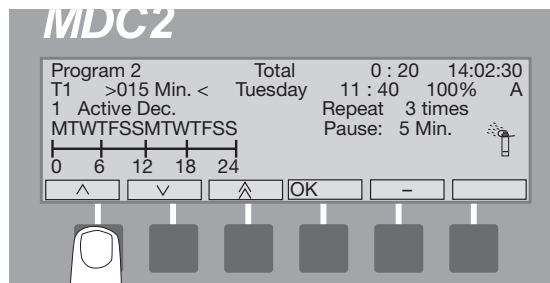 MDC2
Program 2 Total 0 : 20 14:02:30
T1 >015 Min. < Tuesday 11 : 40 100% A
1 Active Dec. Repeat 3 times
MTWTFSSMTWTFSS Pause: 5 Min.
0 6 12 18 24
OK –